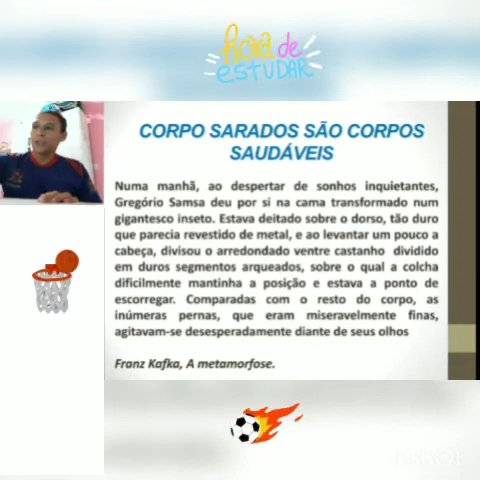 Hora de
ESTUDAR
CORPO SARADOS SÃO CORPOS
SAUDÁVEIS
Numa manhã, ao despertar de sonhos inquietantes,
Gregório Samsa deu por si na cama transformado num
gigantesco inseto. Estava deitado sobre o dorso, tão duro
que parecia revestido de metal, e ao levantar um pouco a
cabeça, divisou o arredondado ventre castanho dividido
em duros segmentos arqueados, sobre o qual a colcha
dificilmente mantinha a posição e estava a ponto de
escorregar. Comparadas com o resto do corpo, as
inúmeras pernas, que eram miseravelmente finas,
agitavam-se desesperadamente diante de seus olhos
Franz Kafka, A metamorfose.